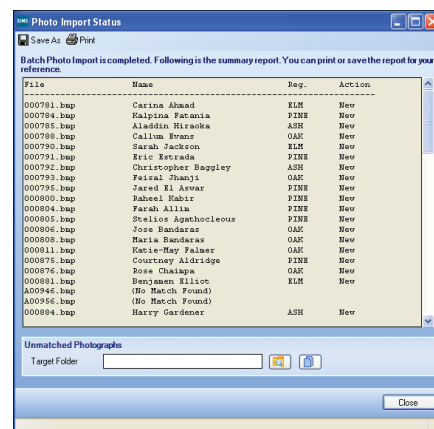 SIMS Photo Import Status
Save As Print
Batch Photo Import is completed. Following is the summary report. You can print or save the report for your
reference.
File Name Reg. Action
--------------------------------------------------------------------------------
000781.bmp Carina Ahmad ELM New
000784.bmp Kalpina Patania PINE New
000785.bmp Aladdin Hiraoka ASH New
000788.bmp Callum Evans OAK New
000790.bmp Sarah Jackson ELM New
000791.bmp Eric Estrada PINE New
000792.bmp Christopher Baggley ASH New
000793.bmp Feisal Jhanji OAK New
000795.bmp Jared El Aswar PINE New
000800.bmp Raheel Kabir PINE New
000804.bmp Farah Allim PINE New
000805.bmp Stelios Agathocleous PINE New
000806.bmp Jose Bandaras OAK New
000808.bmp Maria Bandaras OAK New
000811.bmp Katie-May Falmer OAK New
000875.bmp Courtney Aldridge PINE New
000876.bmp Rose Chaimpa OAK New
000881.bmp Benjamen Elliot ELM New
A00946.bmp (No Match Found)
A00956.bmp (No Match Found)
000884.bmp Harry Gardener ASH New
Unmatched Photographs
Target Folder
Close